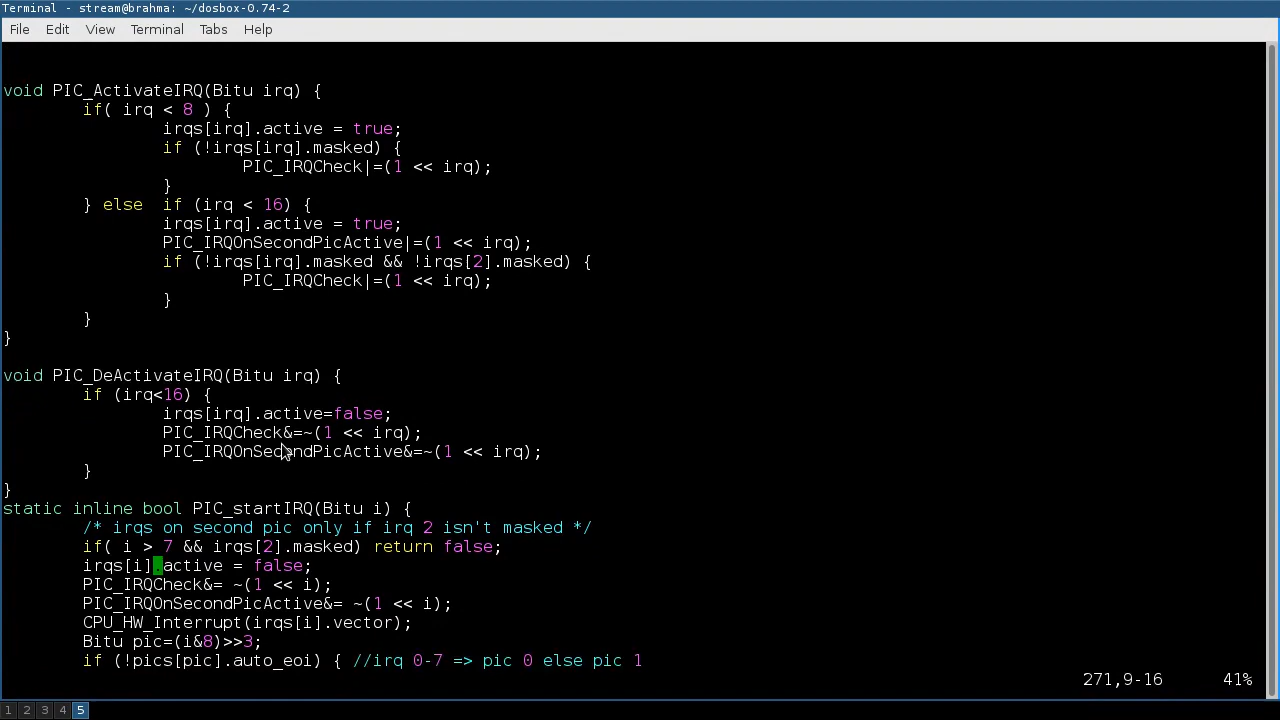 Terminal - stream@brahma: ~/dosbox-0.74-2
File Edit View Terminal Tabs Help
void PIC_ActivateIRQ(Bitu irq) {
        if( irq < 8 ) {
                irqs[irq].active = true;
                if (!irqs[irq].masked) {
                        PIC_IRQCheck|=(1 << irq);
                }
        } else  if (irq < 16) {
                irqs[irq].active = true;
                PIC_IRQOnSecondPicActive|=(1 << irq);
                if (!irqs[irq].masked && !irqs[2].masked) {
                        PIC_IRQCheck|=(1 << irq);
                }
        }
}
void PIC_DeActivateIRQ(Bitu irq) {
        if (irq<16) {
                irqs[irq].active=false;
                PIC_IRQCheck&=~(1 << irq);
                PIC_IRQOnSecondPicActive&=~(1 << irq);
        }
}
static inline bool PIC_startIRQ(Bitu i) {
        /* irqs on second pic only if irq 2 isn't masked */
        if( i > 7 && irqs[2].masked) return false;
        irqs[i].active = false;
        PIC_IRQCheck&= ~(1 << i);
        PIC_IRQOnSecondPicActive&= ~(1 << i);
        CPU_HW_Interrupt(irqs[i].vector);
        Bitu pic=(i&8)>>3;
        if (!pics[pic].auto_eoi) { //irq 0-7 => pic 0 else pic 1
271,9-16 41%
1 2 3 4 5